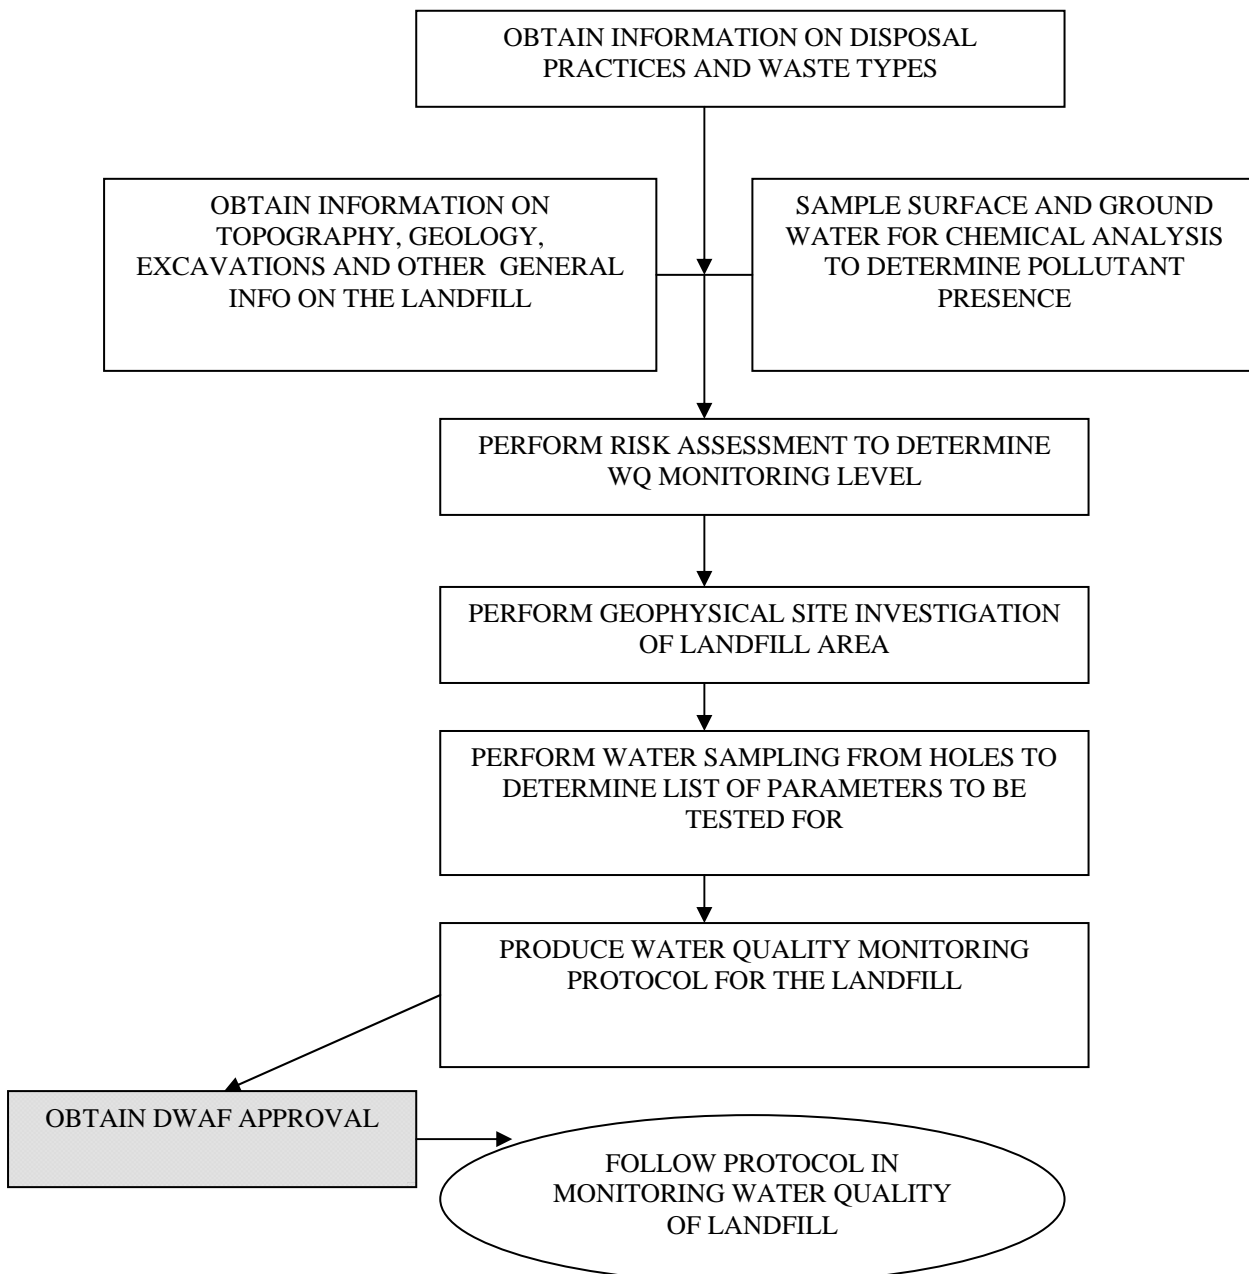 OBTAIN INFORMATION ON DISPOSAL
PRACTICES AND WASTE TYPES
OBTAIN INFORMATION ON
TOPOGRAPHY, GEOLOGY,
EXCAVATIONS AND OTHER  GENERAL
INFO ON THE LANDFILL
SAMPLE SURFACE AND GROUND
WATER FOR CHEMICAL ANALYSIS
TO DETERMINE POLLUTANT
PRESENCE
PERFORM RISK ASSESSMENT TO DETERMINE
WQ MONITORING LEVEL
PERFORM GEOPHYSICAL SITE INVESTIGATION
OF LANDFILL AREA
PERFORM WATER SAMPLING FROM HOLES TO
DETERMINE LIST OF PARAMETERS TO BE
TESTED FOR
PRODUCE WATER QUALITY MONITORING
PROTOCOL FOR THE LANDFILL
OBTAIN DWAF APPROVAL
FOLLOW PROTOCOL IN
MONITORING WATER QUALITY
OF LANDFILL